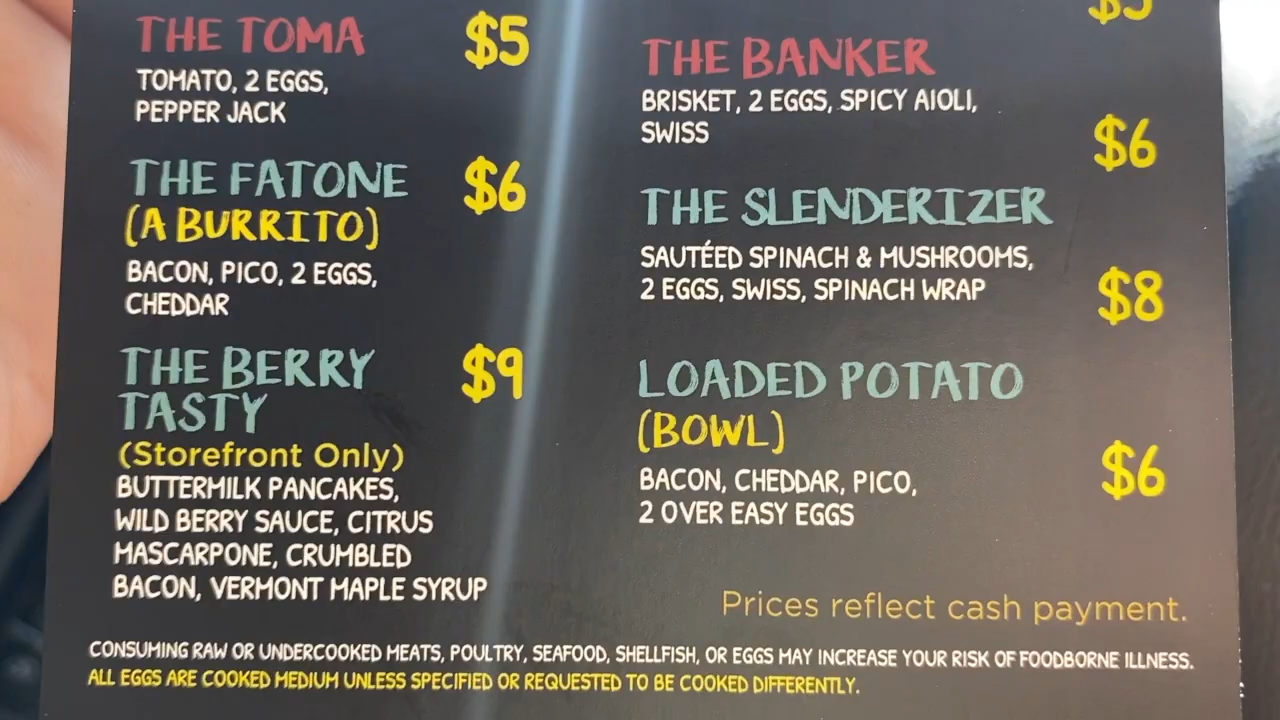 THE TOMA $5
TOMATO, 2 EGGS,
PEPPER JACK
THE FATONE $6
(A BURRITO)
BACON, PICO, 2 EGGS,
CHEDDAR
THE BERRY $9
TASTY
(Storefront Only)
BUTTERMILK PANCAKES,
WILD BERRY SAUCE, CITRUS
MASCARPONE, CRUMBLED
BACON, VERMONT MAPLE SYRUP
THE BANKER
BRISKET, 2 EGGS, SPICY AIOLI,
SWISS
$6
THE SLENDERIZER
SAUTÉED SPINACH & MUSHROOMS,
2 EGGS, SWISS, SPINACH WRAP
$8
LOADED POTATO
(BOWL)
$6
BACON, CHEDDAR, PICO,
2 OVER EASY EGGS
Prices reflect cash payment.
CONSUMING RAW OR UNDERCOOKED MEATS, POULTRY, SEAFOOD, SHELLFISH, OR EGGS MAY INCREASE YOUR RISK OF FOODBORNE ILLNESS.
ALL EGGS ARE COOKED MEDIUM UNLESS SPECIFIED OR REQUESTED TO BE COOKED DIFFERENTLY.